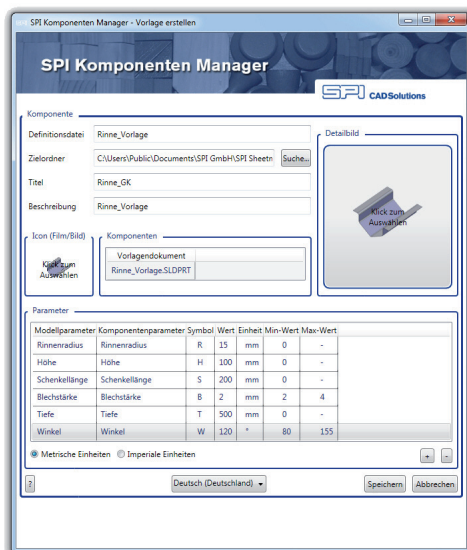 SPI Komponenten Manager - Vorlage erstellen
SPI Komponenten Manager
SPI CADSolutions
Komponente
Definitionsdatei Rinne_Vorlage
Zielordner C:\Users\Public\Documents\SPI GmbH\SPI Sheetn Suche...
Titel Rinne_GK
Beschreibung Rinne_Vorlage
Detailbild
Klick zum
Auswählen
Icon (Film/Bild)
Klick zum
Auswählen
Komponenten
Vorlagendokument
Rinne_Vorlage.SLDPRT
Parameter
Modellparameter Komponentenparameter Symbol Wert Einheit Min-Wert Max-Wert
Rinnenradius Rinnenradius R 15 mm 0 -
Höhe Höhe H 100 mm 0 -
Schenkellänge Schenkellänge S 200 mm 0 -
Blechstärke Blechstärke B 2 mm 2 4
Tiefe Tiefe T 500 mm 0 -
Winkel Winkel W 120 ° 80 155
Metrische Einheiten Imperiale Einheiten + -
? Deutsch (Deutschland) Speichern Abbrechen